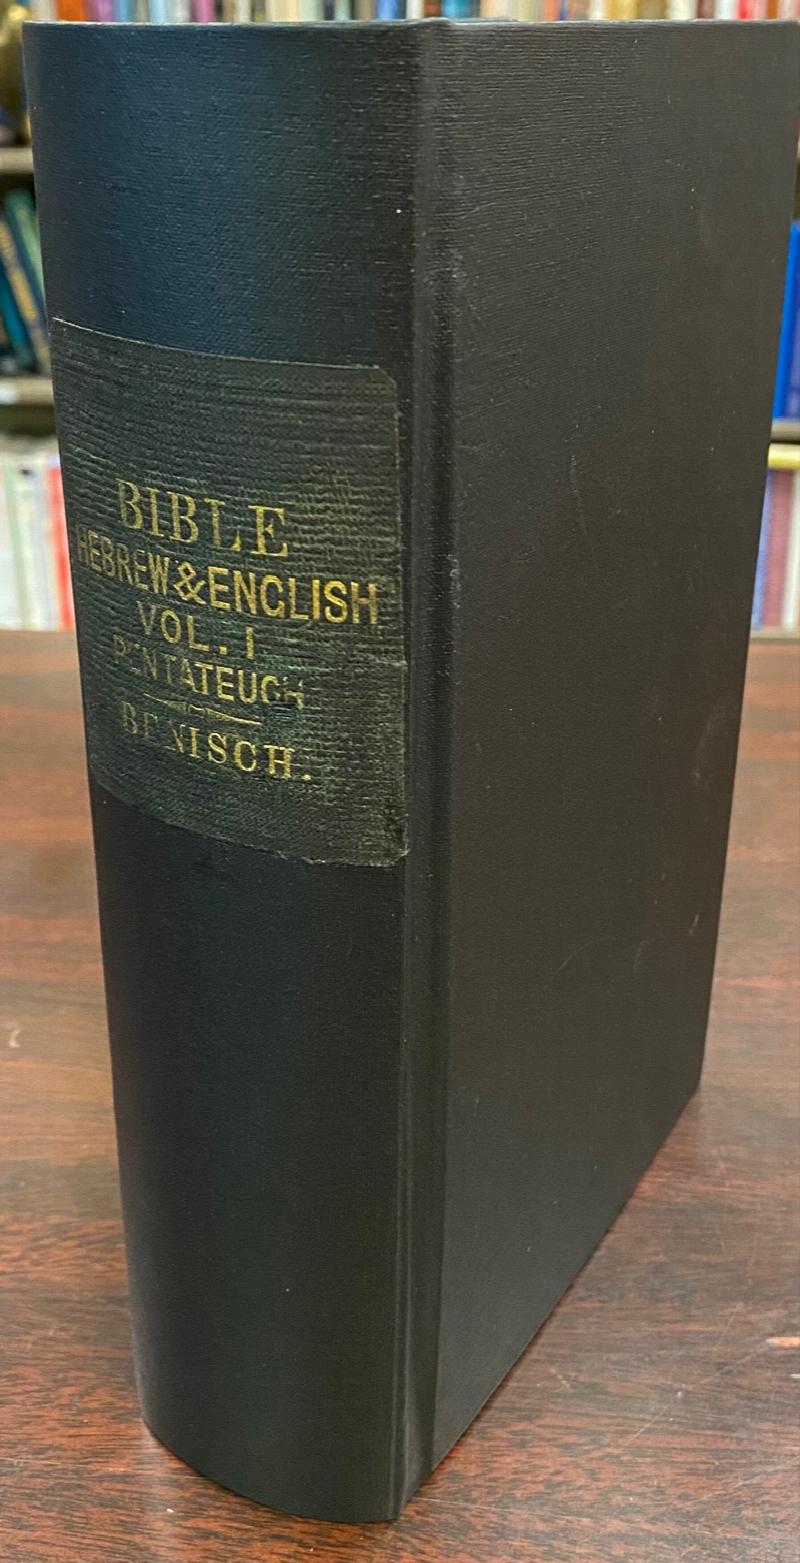 BIBLE
HEBREW & ENGLISH
VOL. I
PENTATEUCH
BENISCH.